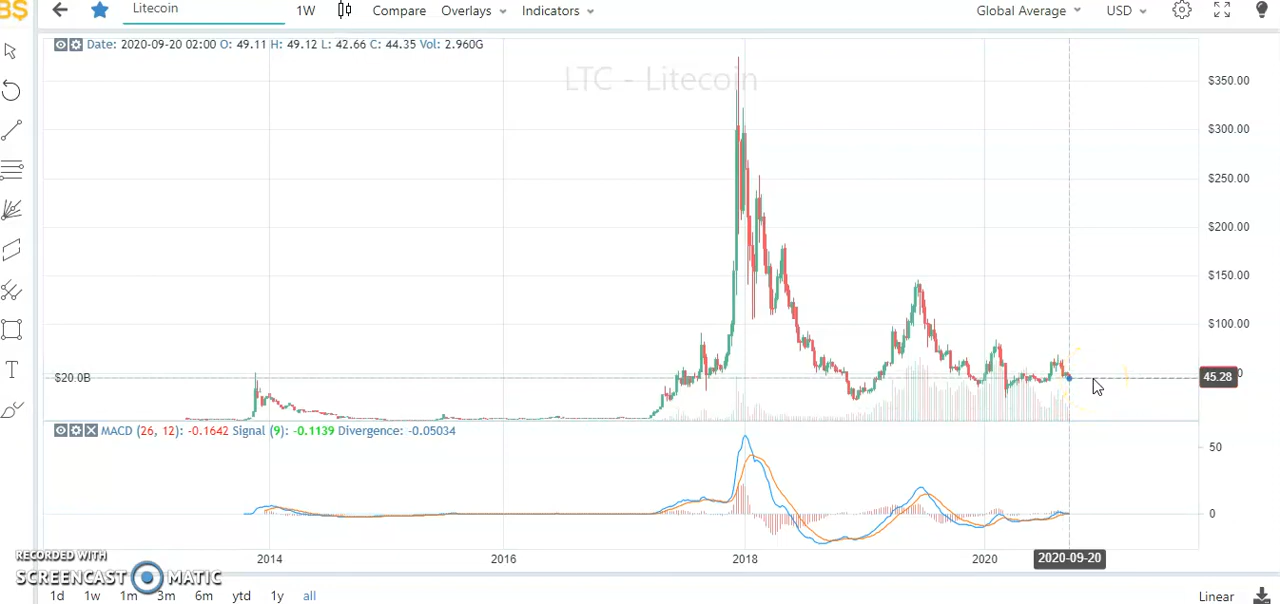 BS Litecoin 1W Compare Overlays Indicators Global Average USD
Date: 2020-09-20 02:00 O: 49.11 H: 49.12 L: 42.66 C: 44.35 Vol: 2.960G
LTC - Litecoin
$350.00
$300.00
$250.00
$200.00
$150.00
$100.00
$20.0B
45.28
MACD (26, 12): -0.1642 Signal (9): -0.1139 Divergence: -0.05034
50
0
T
2014 2016 2018 2020 2020-09-20
RECORDED WITH
SCREENCAST MATIC
1d 1w 1m 3m 6m ytd 1y all Linear